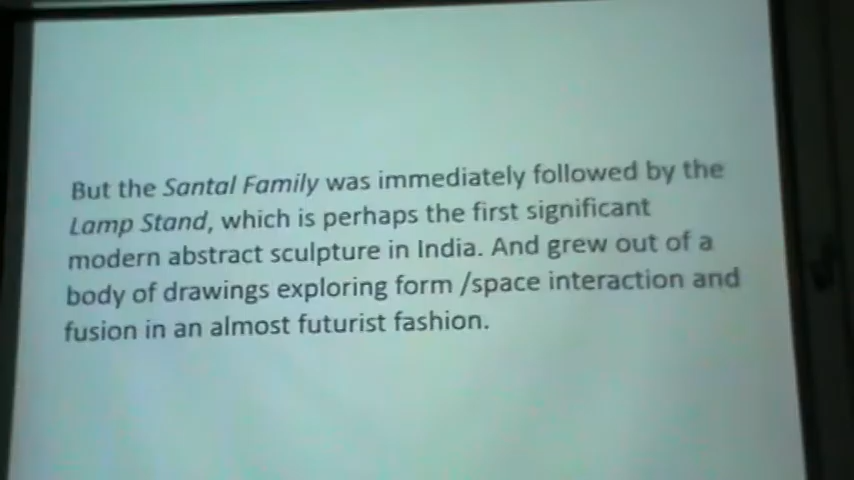 But the Santal Family was immediately followed by the
Lamp Stand, which is perhaps the first significant
modern abstract sculpture in India. And grew out of a
body of drawings exploring form /space interaction and
fusion in an almost futurist fashion.